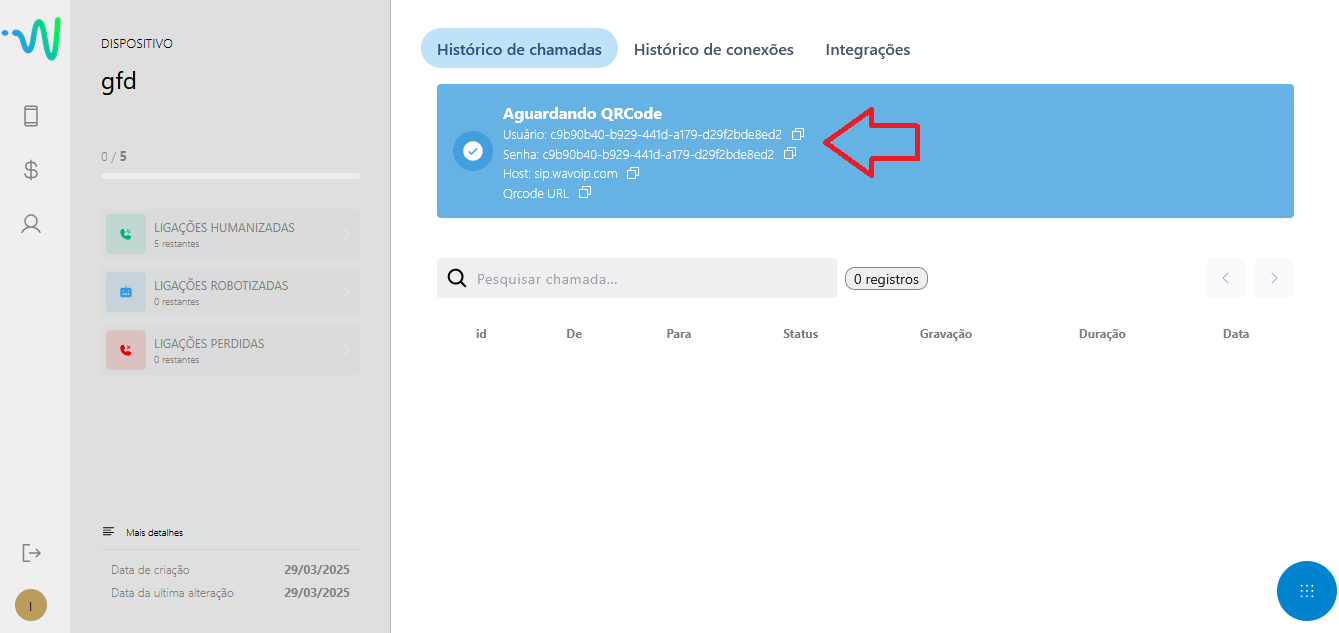 DISPOSITIVO
gfd
0 / 5
LIGAÇÕES HUMANIZADAS
5 restantes
LIGAÇÕES ROBOTIZADAS
0 restantes
LIGAÇÕES PERDIDAS
0 restantes
Mais detalhes
Data de criação 29/03/2025
Data da ultima alteração 29/03/2025
I
Histórico de chamadas Histórico de conexões Integrações
Aguardando QRCode
Usuário: c9b90b40-b929-441d-a179-d29f2bde8ed2
Senha: c9b90b40-b929-441d-a179-d29f2bde8ed2
Host: sip.wavoip.com
Qrcode URL
Pesquisar chamada... 0 registros
id De Para Status Gravação Duração Data